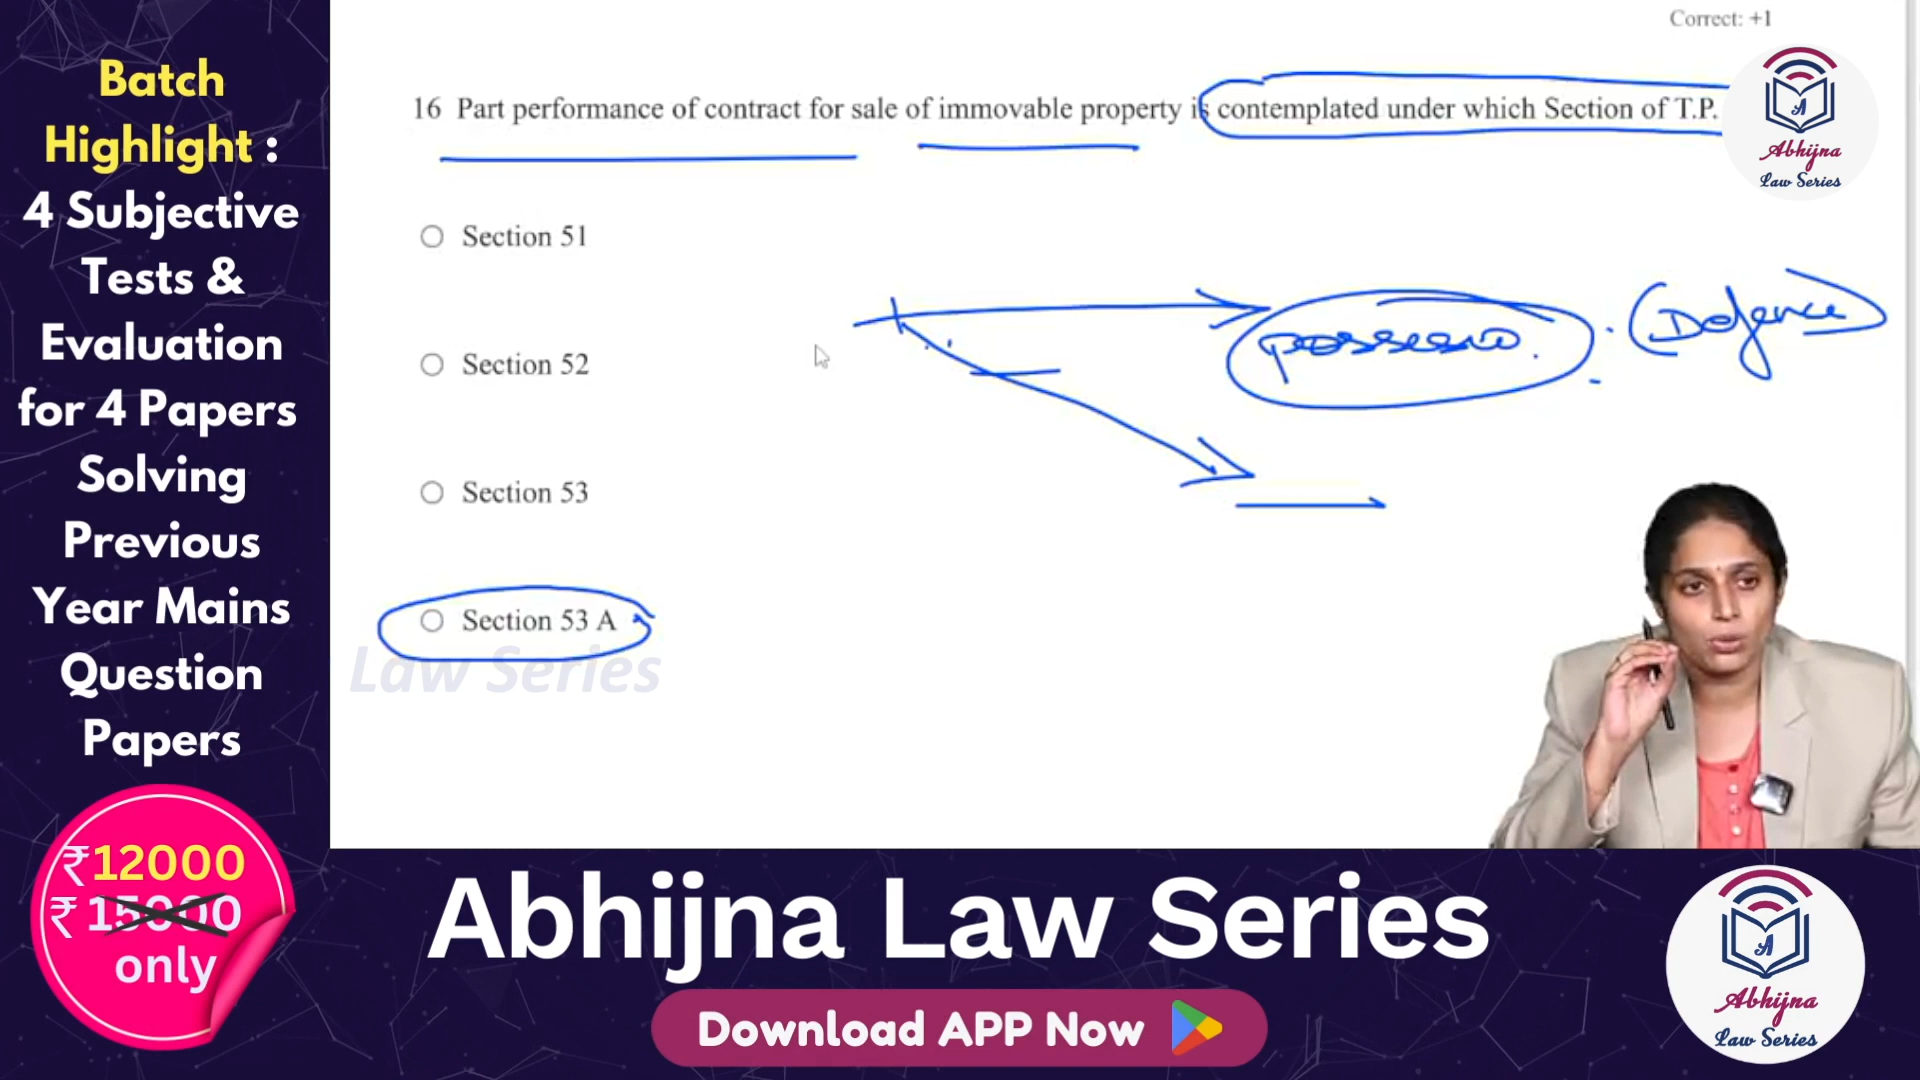 Batch
Highlight :
4 Subjective
Tests &
Evaluation
for 4 Papers
Solving
Previous
Year Mains
Question
Papers
₹12000
₹15000
only
Correct: +1
16 Part performance of contract for sale of immovable property is contemplated under which Section of T.P.
Section 51
Section 52
Section 53
Section 53 A
(Defence)
Law Series
A
Abhijna
Law Series
Abhijna Law Series
Download APP Now
A
Abhijna
Law Series